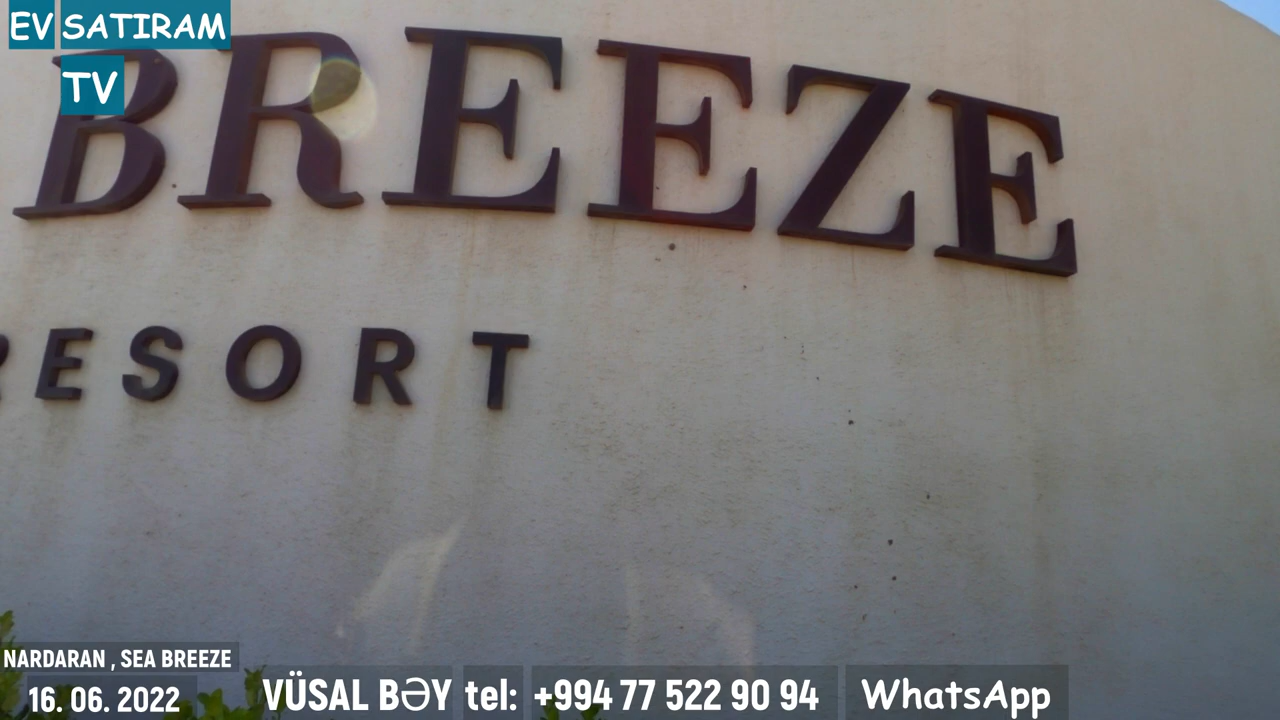 EV SATIRAM
TV
BREEZE
RESORT
NARDARAN , SEA BREEZE
16. 06. 2022
VÜSAL BƏY tel: +994 77 522 90 94 WhatsApp